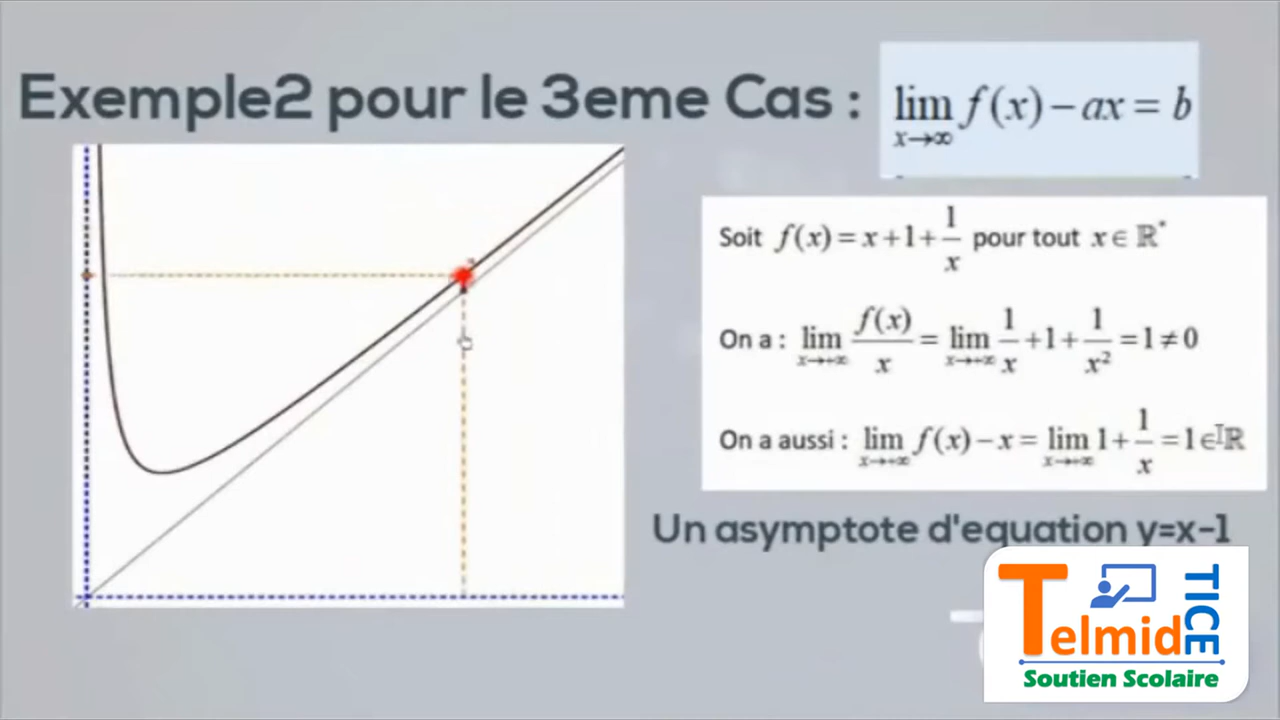 Exemple2 pour le 3eme Cas :
lim f(x) − ax = b
x→∞
Soit f(x) = x + 1 + 1/x pour tout x ∈ ℝ*
On a : lim f(x)/x = lim 1/x + 1 + 1/x² = 1 ≠ 0
x→+∞ x→+∞
On a aussi : lim f(x) − x = lim 1 + 1/x = 1 ∈ ℝ
x→+∞ x→+∞
Un asymptote d'equation y=x-1
Telmid TICE
Soutien Scolaire